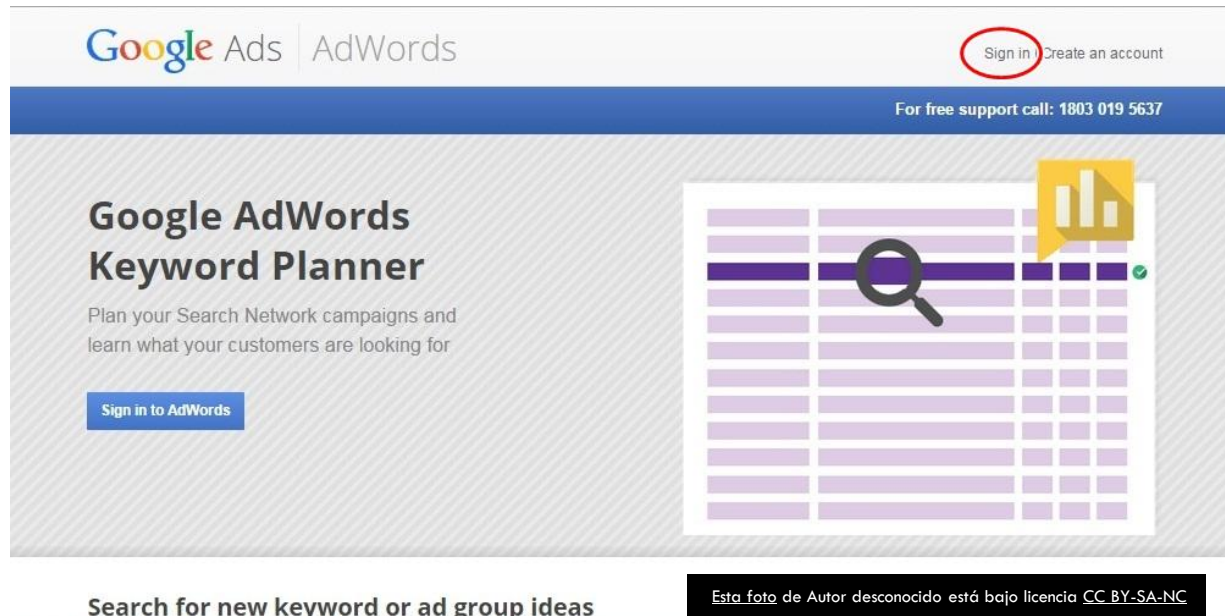 Google Ads AdWords
Sign in Create an account
For free support call: 1803 019 5637
Google AdWords
Keyword Planner
Plan your Search Network campaigns and
learn what your customers are looking for
Sign in to AdWords
Search for new keyword or ad group ideas
Esta foto de Autor desconocido está bajo licencia CC BY-SA-NC